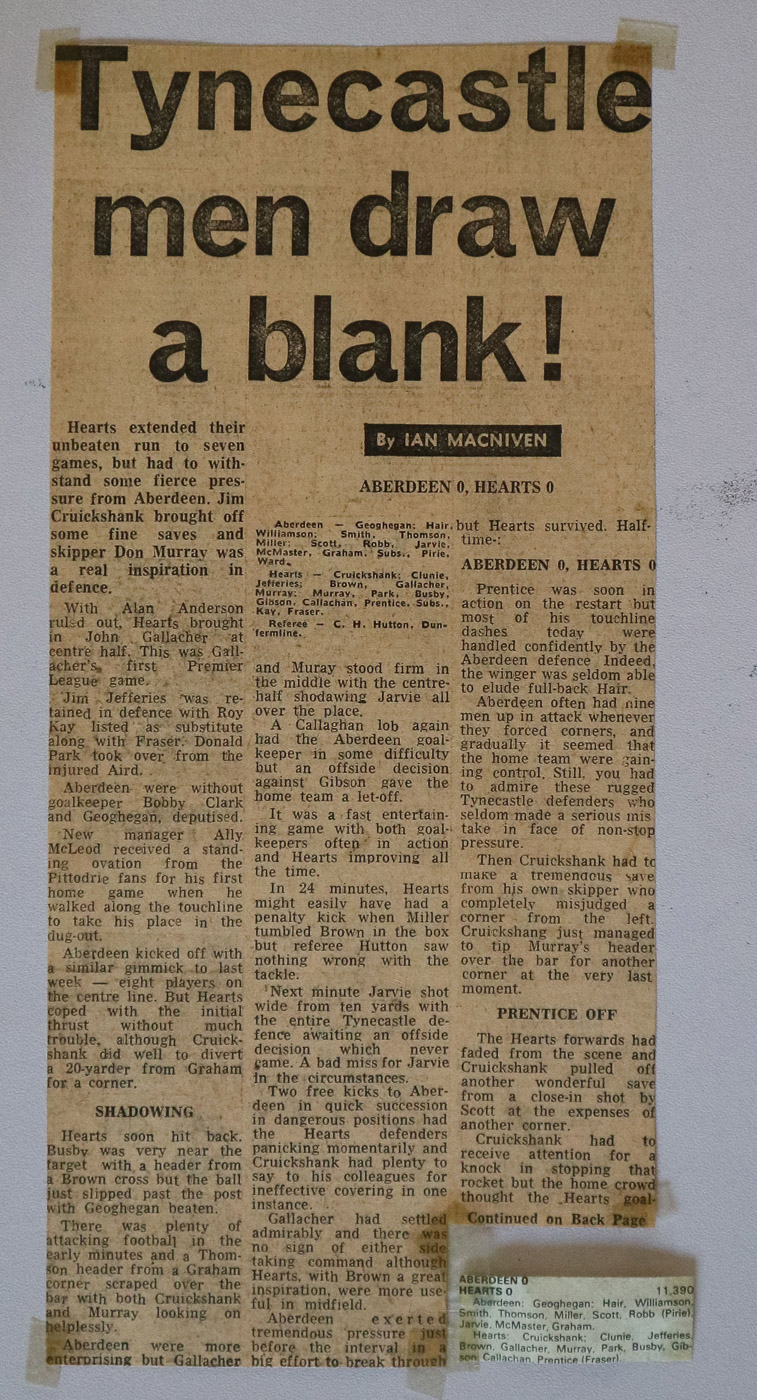 Tynecastle
men draw
a blank!
By IAN MACNIVEN
ABERDEEN 0, HEARTS 0
Hearts extended their
unbeaten run to seven
games, but had to with-
stand some fierce pres-
sure from Aberdeen. Jim
Cruickshank brought off
some fine saves and
skipper Don Murray was
a real inspiration in
defence.
With Alan Anderson
ruled out, Hearts brought
in John Gallacher at
centre half. This was Gall-
acher's first Premier
League game.
Jim Jefferies was re-
tained in defence with Roy
Kay listed as substitute
along with Fraser. Donald
Park took over from the
injured Aird.
Aberdeen were without
goalkeeper Bobby Clark
and Geoghegan, deputised.
New manager Ally
McLeod received a stand-
ing ovation from the
Pittodrie fans for his first
home game when he
walked along the touchline
to take his place in the
dug-out.
Aberdeen kicked off with
a similar gimmick to last
week — eight players on
the centre line. But Hearts
coped with the initial
thrust without much
trouble, although Cruick-
shank did well to divert
a 20-yarder from Graham
for a corner.
SHADOWING
Hearts soon hit back.
Busby was very near the
target with a header from
a Brown cross but the ball
just slipped past the post
with Geoghegan beaten.
There was plenty of
attacking football in the
early minutes and a Thom-
son header from a Graham
corner scraped over the
bar with both Cruickshank
and Murray looking on
helplessly.
Aberdeen were more
enterprising but Gallacher
Aberdeen — Geoghegan; Hair,
Williamson; Smith, Thomson,
Miller; Scott, Robb, Jarvie,
McMaster, Graham. Subs., Pirie,
Ward.
Hearts — Cruickshank; Clunie,
Jefferies; Brown, Gallacher,
Murray; Murray, Park, Busby,
Gibson, Callachan, Prentice, Subs.,
Kay, Fraser.
Referee — C. H. Hutton, Dun-
fermline.
and Muray stood firm in
the middle with the centre-
half shodawing Jarvie all
over the place.
A Callaghan lob again
had the Aberdeen goal-
keeper in some difficulty
but an offside decision
against Gibson gave the
home team a let-off.
It was a fast entertain-
ing game with both goal-
keepers often in action
and Hearts improving all
the time.
In 24 minutes, Hearts
might easily have had a
penalty kick when Miller
tumbled Brown in the box
but referee Hutton saw
nothing wrong with the
tackle.
Next minute Jarvie shot
wide from ten yards with
the entire Tynecastle de-
fence awaiting an offside
decision which never
came. A bad miss for Jarvie
in the circumstances.
Two free kicks to Aber-
deen in quick succession
in dangerous positions had
the Hearts defenders
panicking momentarily and
Cruickshank had plenty to
say to his colleagues for
ineffective covering in one
instance.
Gallacher had settled
admirably and there was
no sign of either side
taking command although
Hearts, with Brown a great
inspiration, were more use-
ful in midfield.
Aberdeen exerted
tremendous pressure just
before the interval in a
big effort to break through
but Hearts survived. Half-
time-:
ABERDEEN 0, HEARTS 0
Prentice was soon in
action on the restart but
most of his touchline
dashes today were
handled confidently by the
Aberdeen defence Indeed,
the winger was seldom able
to elude full-back Hair.
Aberdeen often had nine
men up in attack whenever
they forced corners, and
gradually it seemed that
the home team were gain-
ing control. Still, you had
to admire these rugged
Tynecastle defenders who
seldom made a serious mis
take in face of non-stop
pressure.
Then Cruickshank had to
make a tremendous save
from his own skipper who
completely misjudged a
corner from the left.
Cruickshang just managed
to tip Murray's header
over the bar for another
corner at the very last
moment.
PRENTICE OFF
The Hearts forwards had
faded from the scene and
Cruickshank pulled off
another wonderful save
from a close-in shot by
Scott at the expenses of
another corner.
Cruickshank had to
receive attention for a
knock in stopping that
rocket but the home crowd
thought the Hearts goal-
Continued on Back Page
ABERDEEN 0
HEARTS 0 11,390
Aberdeen: Geoghegan; Hair, Williamson,
Smith, Thomson, Miller, Scott, Robb (Pirie),
Jarvie, McMaster, Graham.
Hearts: Cruickshank; Clunie, Jefferies,
Brown, Gallacher, Murray, Park, Busby, Gib-
son Callachan, Prentice (Fraser).